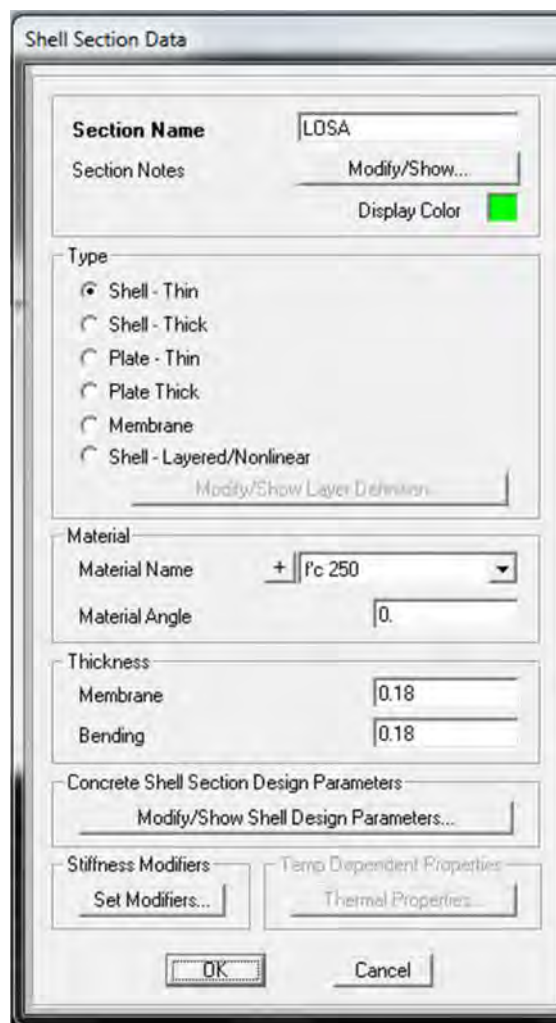 Shell Section Data
Section Name LOSA
Section Notes Modify/Show...
Display Color
Type
Shell - Thin
Shell - Thick
Plate - Thin
Plate Thick
Membrane
Shell - Layered/Nonlinear
Modify/Show Layer Definition...
Material
Material Name + f'c 250
Material Angle 0.
Thickness
Membrane 0.18
Bending 0.18
Concrete Shell Section Design Parameters
Modify/Show Shell Design Parameters...
Stiffness Modifiers Temp Dependent Properties
Set Modifiers... Thermal Properties...
OK Cancel